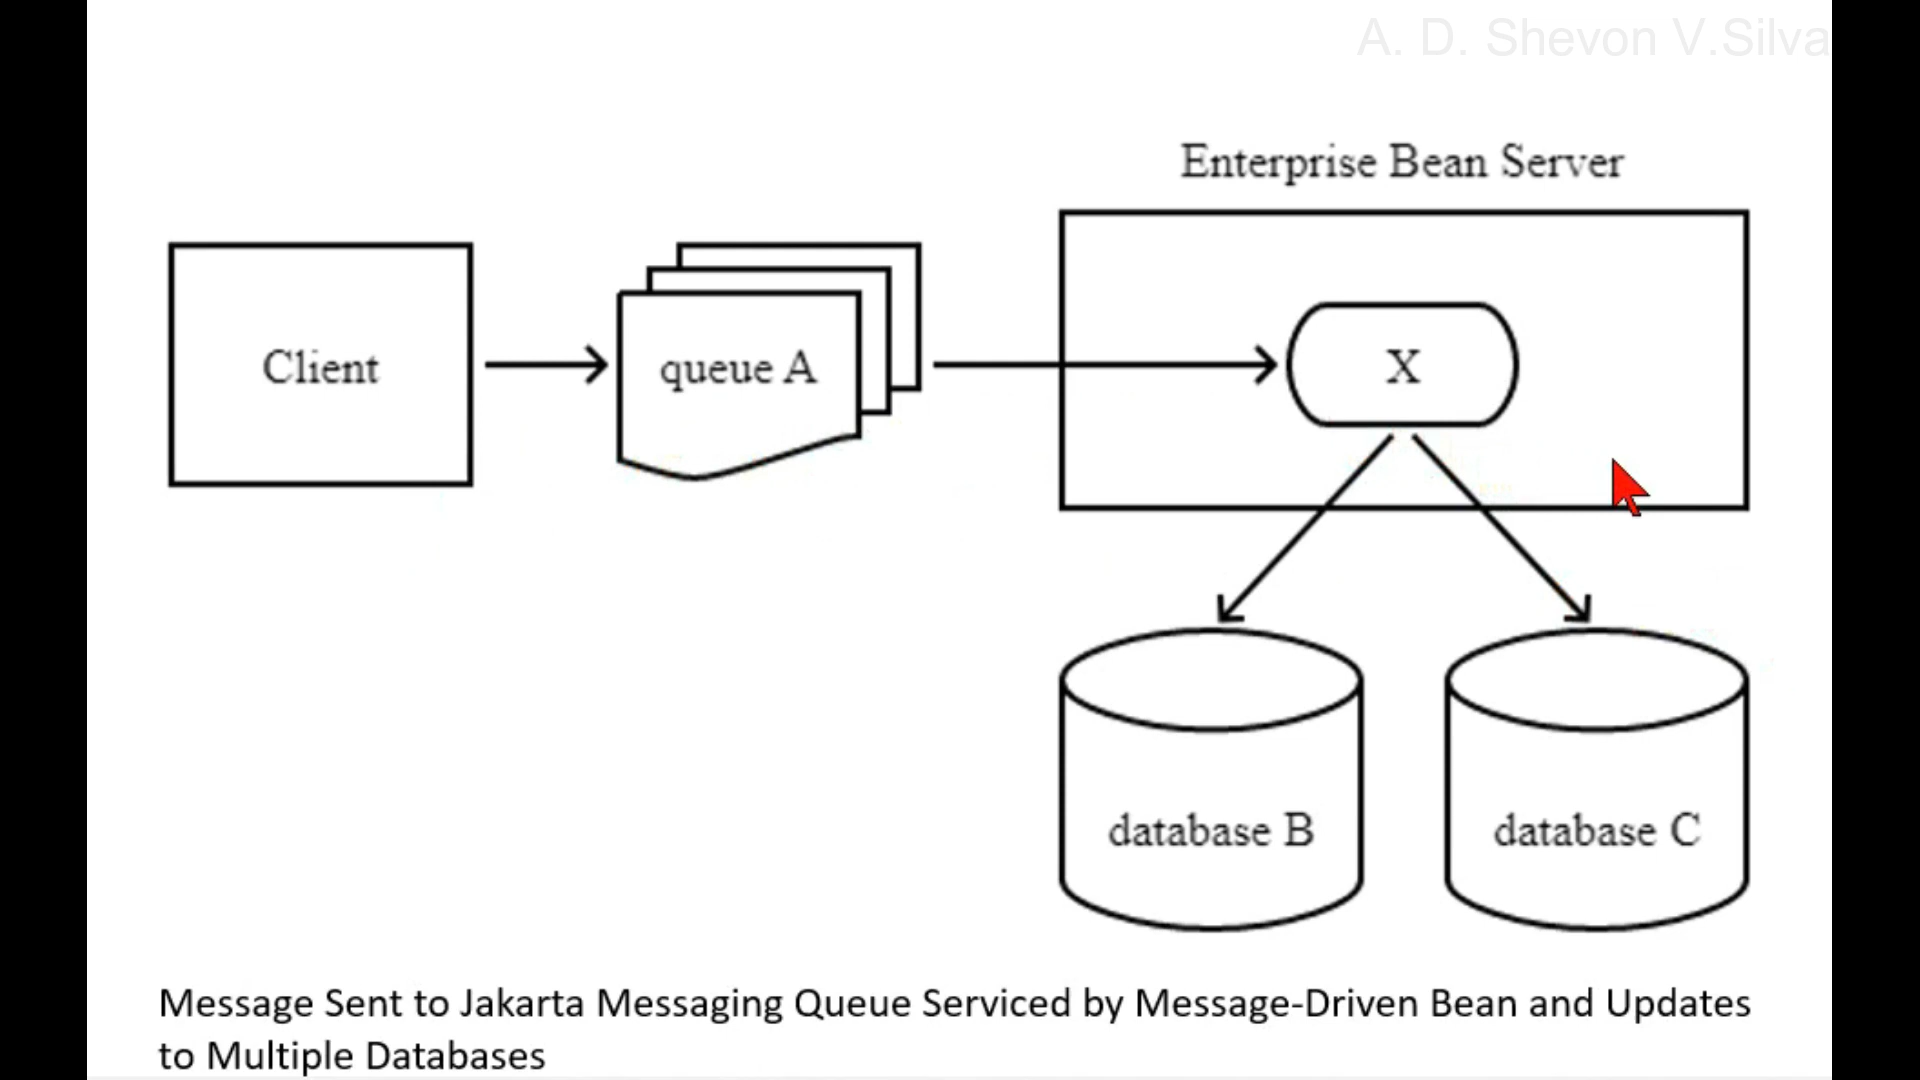 A. D. Shevon V.Silva
Enterprise Bean Server
Client
queue A
X
database B
database C
Message Sent to Jakarta Messaging Queue Serviced by Message-Driven Bean and Updates
to Multiple Databases